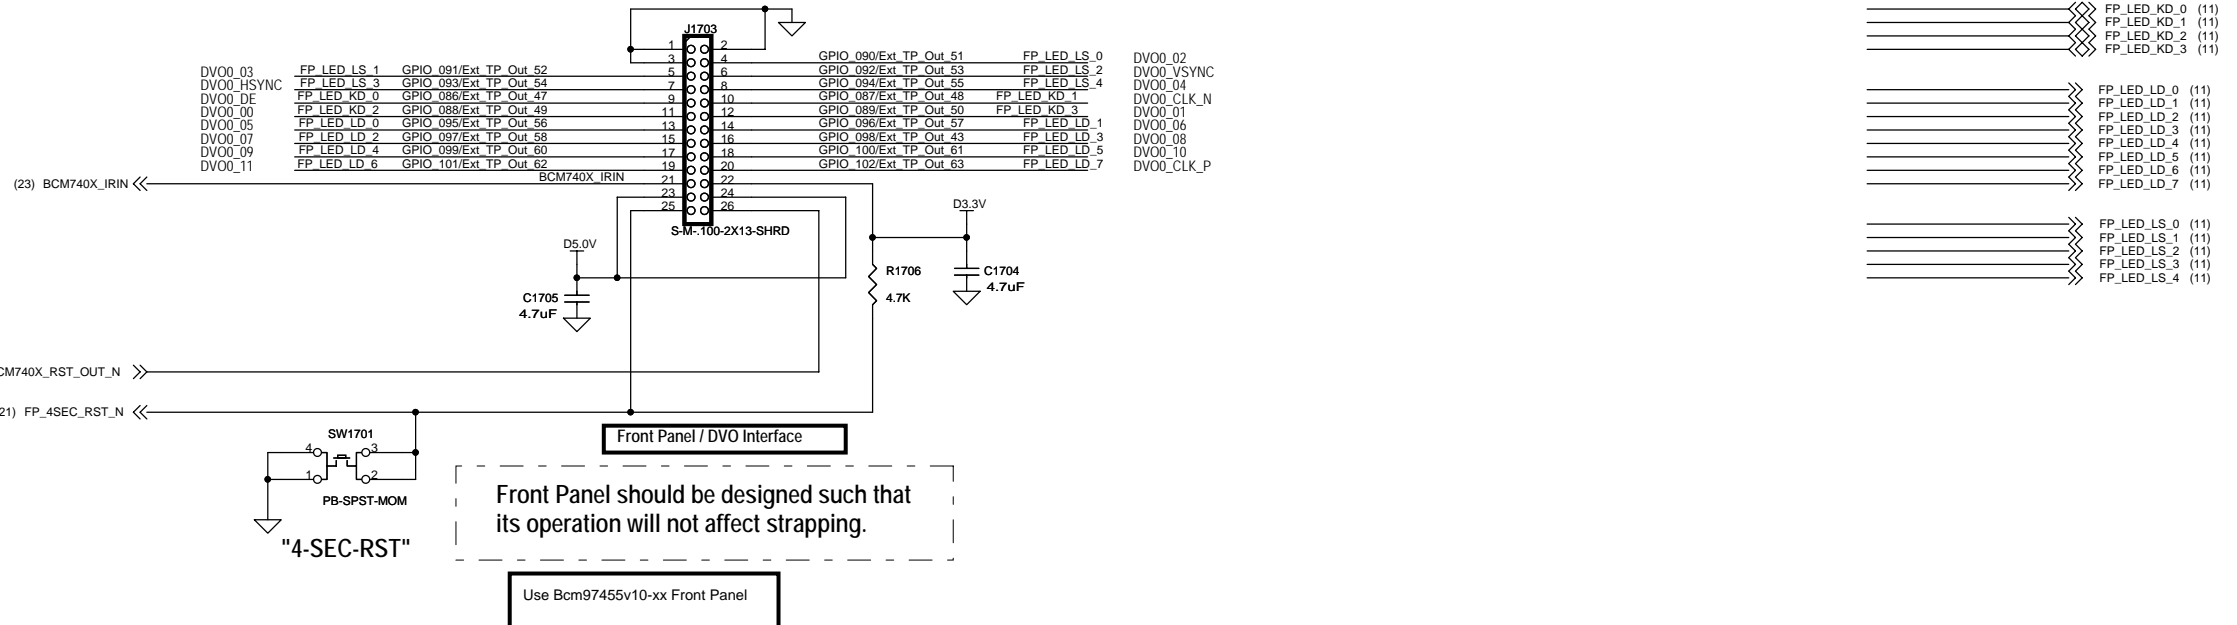 FP_LED_KD_0 (11)
FP_LED_KD_1 (11)
FP_LED_KD_2 (11)
FP_LED_KD_3 (11)
J1703
1 2
3 4
5 6
7 8
9 10
11 12
13 14
15 16
17 18
19 20
21 22
23 24
25 26
S-M-.100-2X13-SHRD
DVO0_03 FP_LED_LS_1 GPIO_091/Ext_TP_Out_52
DVO0_HSYNC FP_LED_LS_3 GPIO_093/Ext_TP_Out_54
DVO0_DE FP_LED_KD_0 GPIO_086/Ext_TP_Out_47
DVO0_00 FP_LED_KD_2 GPIO_088/Ext_TP_Out_49
DVO0_05 FP_LED_LD_0 GPIO_095/Ext_TP_Out_56
DVO0_07 FP_LED_LD_2 GPIO_097/Ext_TP_Out_58
DVO0_09 FP_LED_LD_4 GPIO_099/Ext_TP_Out_60
DVO0_11 FP_LED_LD_6 GPIO_101/Ext_TP_Out_62
GPIO_090/Ext_TP_Out_51 FP_LED_LS_0 DVO0_02
GPIO_092/Ext_TP_Out_53 FP_LED_LS_2 DVO0_VSYNC
GPIO_094/Ext_TP_Out_55 FP_LED_LS_4 DVO0_04
GPIO_087/Ext_TP_Out_48 FP_LED_KD_1 DVO0_CLK_N
GPIO_089/Ext_TP_Out_50 FP_LED_KD_3 DVO0_01
GPIO_096/Ext_TP_Out_57 FP_LED_LD_1 DVO0_06
GPIO_098/Ext_TP_Out_43 FP_LED_LD_3 DVO0_08
GPIO_100/Ext_TP_Out_61 FP_LED_LD_5 DVO0_10
GPIO_102/Ext_TP_Out_63 FP_LED_LD_7 DVO0_CLK_P
FP_LED_LD_0 (11)
FP_LED_LD_1 (11)
FP_LED_LD_2 (11)
FP_LED_LD_3 (11)
FP_LED_LD_4 (11)
FP_LED_LD_5 (11)
FP_LED_LD_6 (11)
FP_LED_LD_7 (11)
(23) BCM740X_IRIN
BCM740X_IRIN
D3.3V
D5.0V
FP_LED_LS_0 (11)
FP_LED_LS_1 (11)
FP_LED_LS_2 (11)
FP_LED_LS_3 (11)
FP_LED_LS_4 (11)
R1706
4.7K
C1704
4.7uF
C1705
4.7uF
CM740X_RST_OUT_N
21) FP_4SEC_RST_N
SW1701
4 3
1 2
PB-SPST-MOM
"4-SEC-RST"
Front Panel / DVO Interface
Front Panel should be designed such that
its operation will not affect strapping.
Use Bcm97455v10-xx Front Panel